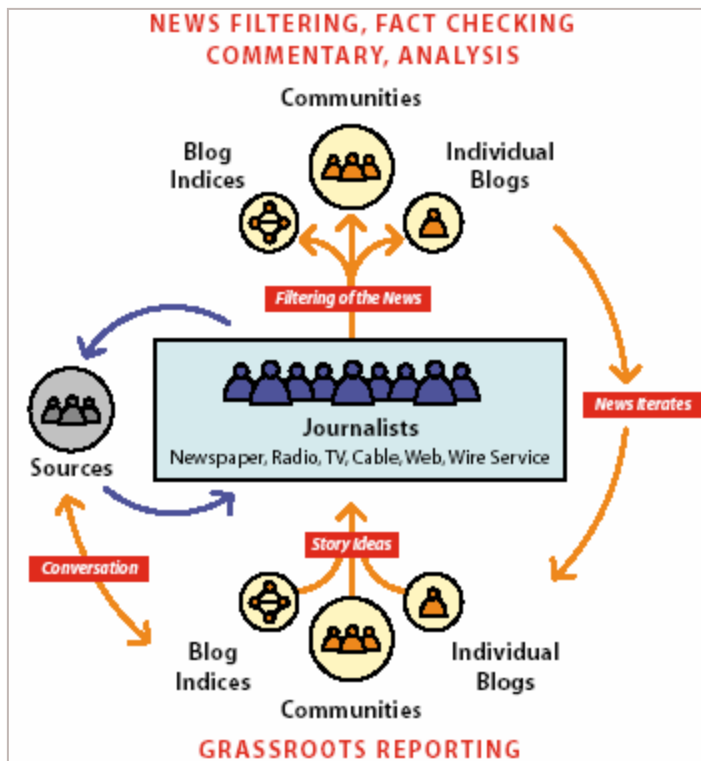 NEWS FILTERING, FACT CHECKING
COMMENTARY, ANALYSIS
Communities
Blog
Indices
Individual
Blogs
Filtering of the News
Journalists
Newspaper, Radio, TV, Cable, Web, Wire Service
News Iterates
Sources
Story Ideas
Conversation
Blog
Indices
Individual
Blogs
Communities
GRASSROOTS REPORTING